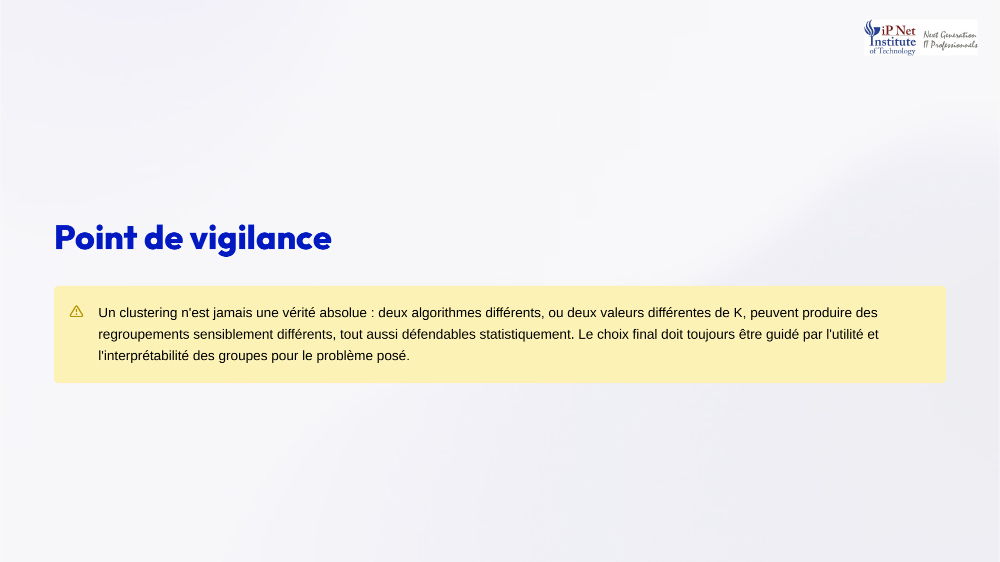 iP Net
Institute
of Technology
Next Generation
IT Professionnels
Point de vigilance
Un clustering n'est jamais une vérité absolue : deux algorithmes différents, ou deux valeurs différentes de K, peuvent produire des
regroupements sensiblement différents, tout aussi défendables statistiquement. Le choix final doit toujours être guidé par l'utilité et
l'interprétabilité des groupes pour le problème posé.